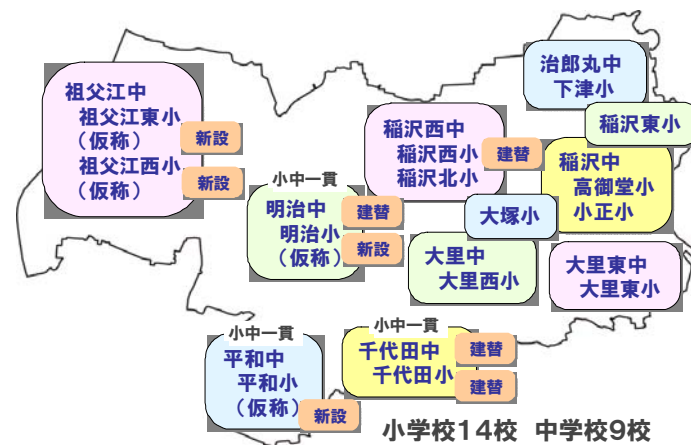 治郎丸中
下津小
稲沢東小
祖父江中
祖父江東小
(仮称)
新設
祖父江西小
(仮称)
新設
稲沢西中
稲沢西小
建替
稲沢北小
稲沢中
高御堂小
小正小
小中一貫
明治中
建替
明治小
(仮称)
新設
大塚小
大里中
大里西小
大里東中
大里東小
小中一貫
平和中
平和小
(仮称)
新設
小中一貫
千代田中
建替
千代田小
建替
小学校14校 中学校9校